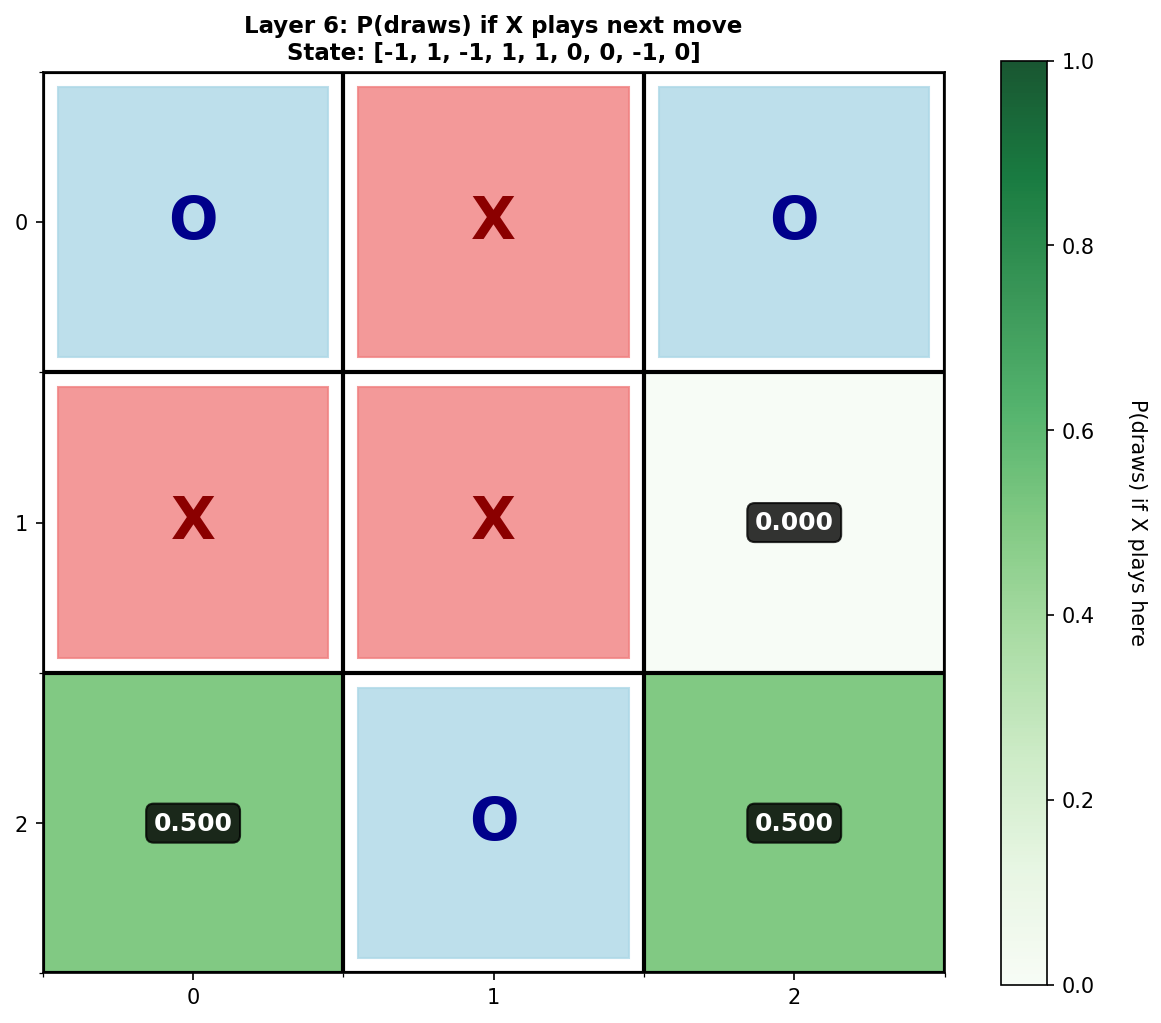 Layer 6: P(draws) if X plays next move
State: [-1, 1, -1, 1, 1, 0, 0, -1, 0]
0
O
X
O
1
X
X
0.000
2
0.500
O
0.500
0
1
2
1.0
0.8
0.6
0.4
0.2
0.0
P(draws) if X plays here